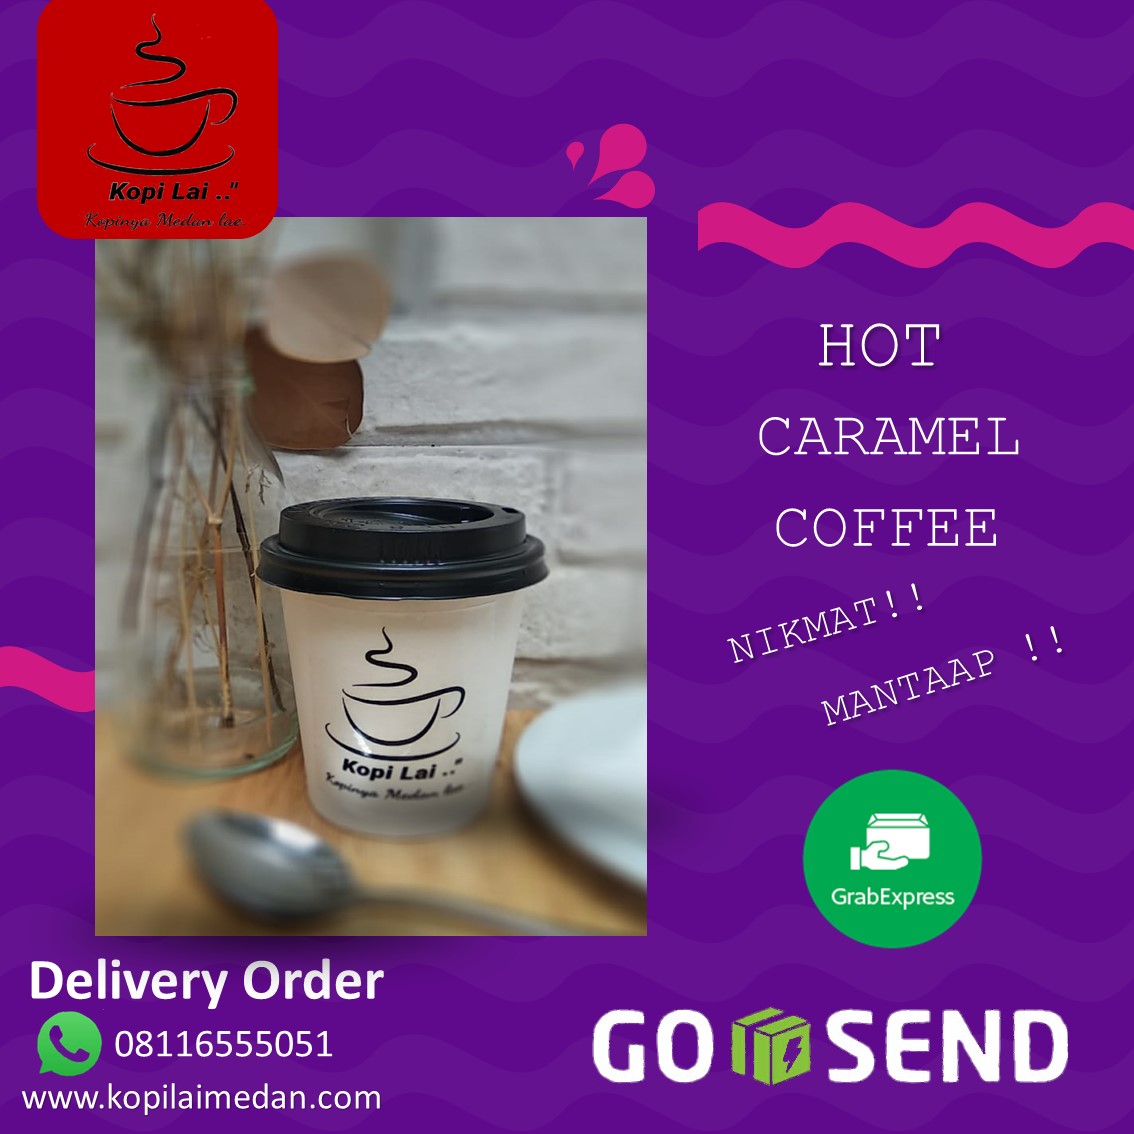 Kopi Lai .."
Kopinya Medan lae.
HOT
CARAMEL
COFFEE
NIKMAT!!
MANTAAP !!
Kopi Lai .."
Kopinya Medan lae.
GrabExpress
Delivery Order
08116555051
www.kopilaimedan.com
GO SEND